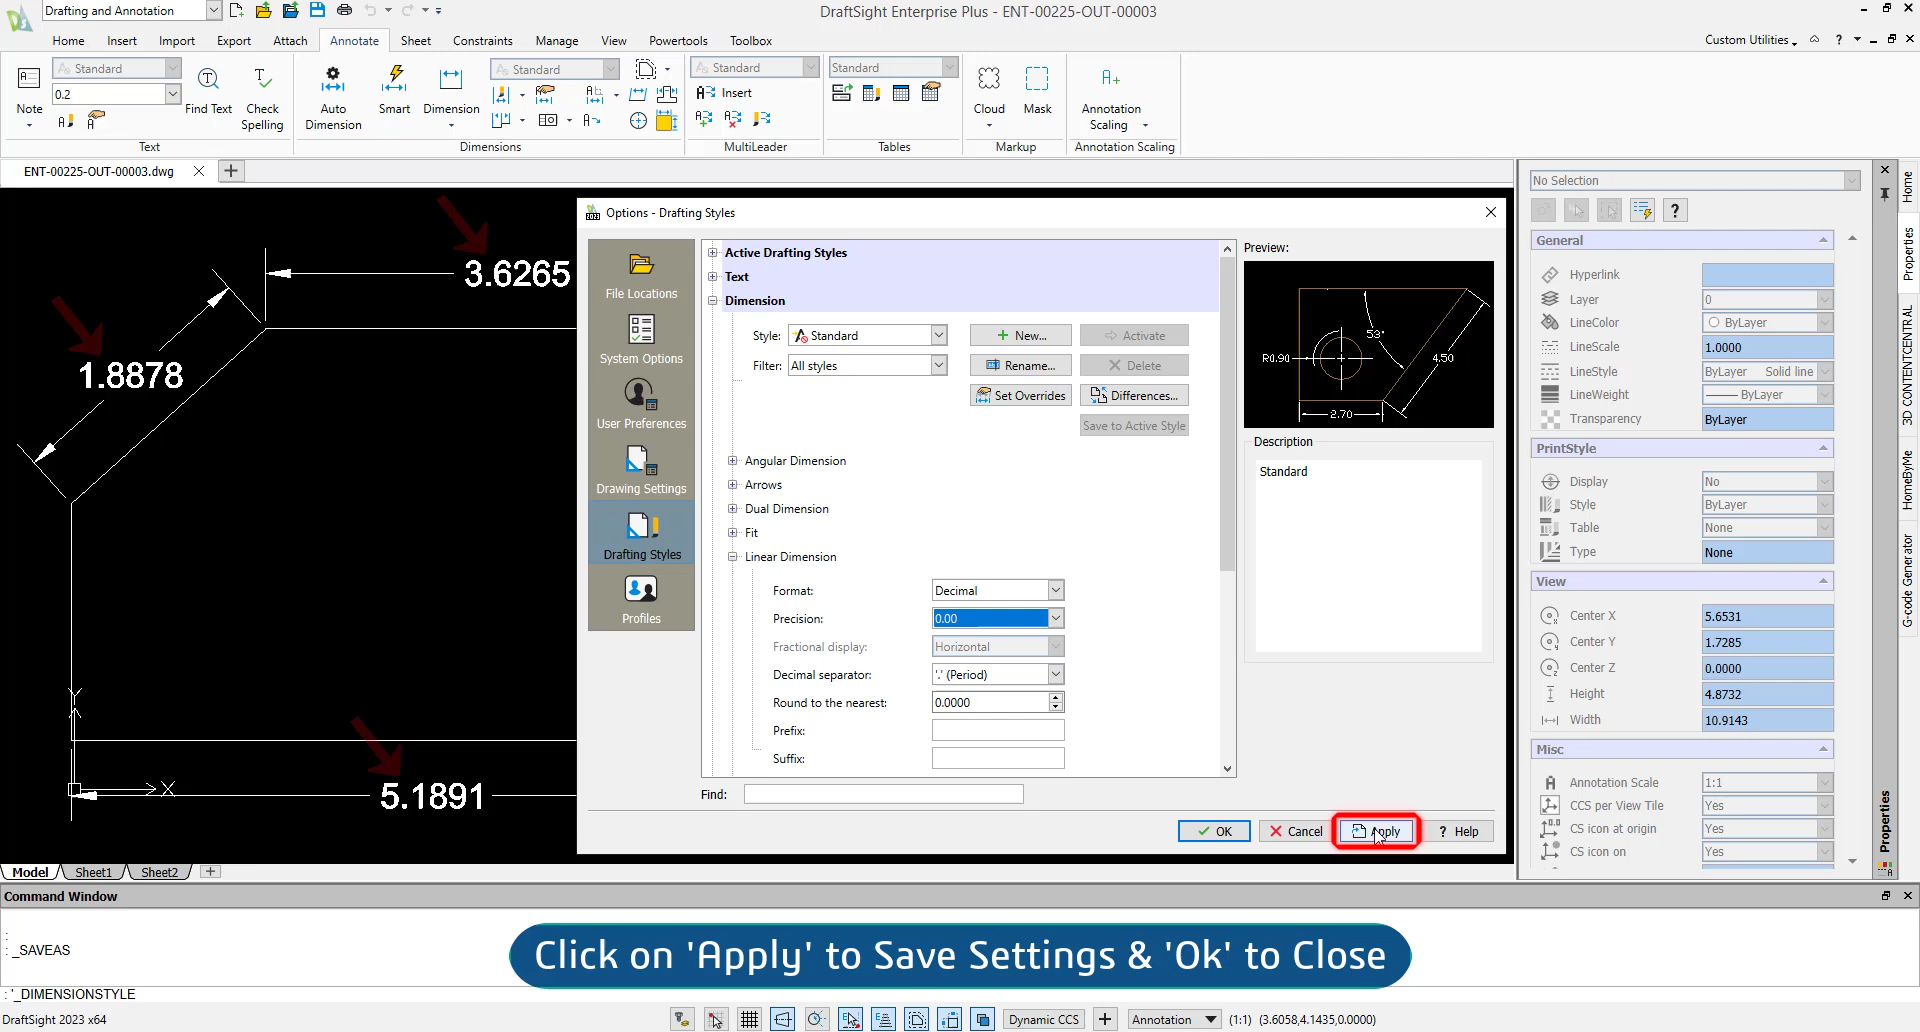 Drafting and Annotation
DraftSight Enterprise Plus - ENT-00225-OUT-00003
Home Insert Import Export Attach Annotate Sheet Constraints Manage View Powertools Toolbox
Custom Utilities
?
Standard
0.2
Note
Find Text
Check
Spelling
Text
Auto
Dimension
Smart
Dimension
Standard
Dimensions
Standard
Insert
MultiLeader
Standard
Tables
Cloud
Mask
Markup
Annotation
Scaling
Annotation Scaling
ENT-00225-OUT-00003.dwg
3.6265
1.8878
5.1891
Y
X
Options - Drafting Styles
File Locations
System Options
User Preferences
Drawing Settings
Drafting Styles
Profiles
Active Drafting Styles
Text
Dimension
Style: Standard
New...
Activate
Filter: All styles
Rename...
Delete
Set Overrides
Differences...
Save to Active Style
Angular Dimension
Arrows
Dual Dimension
Fit
Linear Dimension
Format: Decimal
Precision: 0.00
Fractional display: Horizontal
Decimal separator: '.' (Period)
Round to the nearest: 0.0000
Prefix:
Suffix:
Find:
Preview:
R0.90
53°
4.50
2.70
Description
Standard
OK
Cancel
Apply
? Help
No Selection
?
General
Hyperlink
Layer 0
LineColor ByLayer
LineScale 1.0000
LineStyle ByLayer Solid line
LineWeight ByLayer
Transparency ByLayer
PrintStyle
Display No
Style ByLayer
Table None
Type None
View
Center X 5.6531
Center Y 1.7285
Center Z 0.0000
Height 4.8732
Width 10.9143
Misc
Annotation Scale 1:1
CCS per View Tile Yes
CS icon at origin Yes
CS icon on Yes
Properties
Home
Properties
3D CONTENTCENTRAL
HomeByMe
G-code Generator
Model Sheet1 Sheet2
Command Window
:
: _SAVEAS
: '_DIMENSIONSTYLE
Click on 'Apply' to Save Settings & 'Ok' to Close
DraftSight 2023 x64
Dynamic CCS
Annotation
(1:1) (3.6058,4.1435,0.0000)